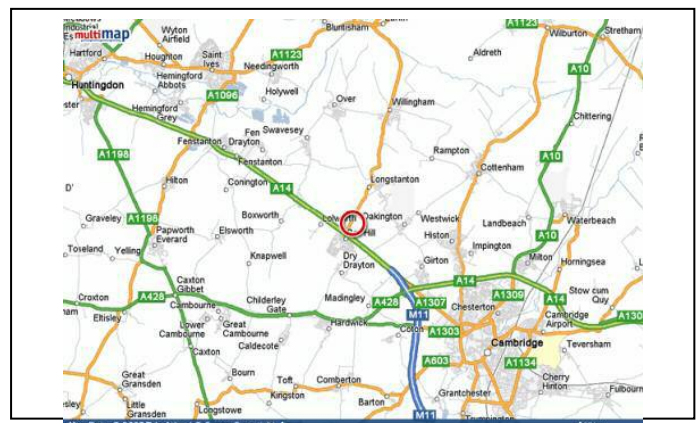 multimap
Wyton
Airfield
Bluntisham
A1123
Wilburton
Stretham
Industrial
Hartford
Houghton
Saint
Ives
A1123
Needingworth
Aldreth
A10
Hemingford
Abbots
Huntingdon
A1096
Holywell
Over
Willingham
Hemingford
Grey
Chittering
Fenstanton
Drayton
Fen
Swavesey
Fenstanton
A1198
Rampton
A10
Cottenham
Hilton
Conington
A14
Longstanton
Graveley
A1198
Boxworth
Lolworth
Oakington
Hill
Westwick
Landbeach
Waterbeach
Papworth
Everard
Elsworth
Histon
Impington
A10
Toseland
Yelling
Knapwell
Dry
Drayton
Girton
Milton
Horningsea
A14
Caxton
Gibbet
Croxton
A428
Cambourne
Childerley
Gate
Madingley
A428
A1307
M11
Chesterton
A1309
A14
Stow cum
Quy
Eltisley
Lower
Cambourne
Great
Cambourne
Hardwick
Coton
A1303
Cambridge
Airport
A130
Caldecote
Caxton
A603
Cambridge
A1134
Teversham
Great
Gransden
Bourn
Toft
Comberton
Cherry
Hinton
Fulbourn
Kingston
Grantchester
Little
Gransden
Longstowe
Barton
M11
Trumpington